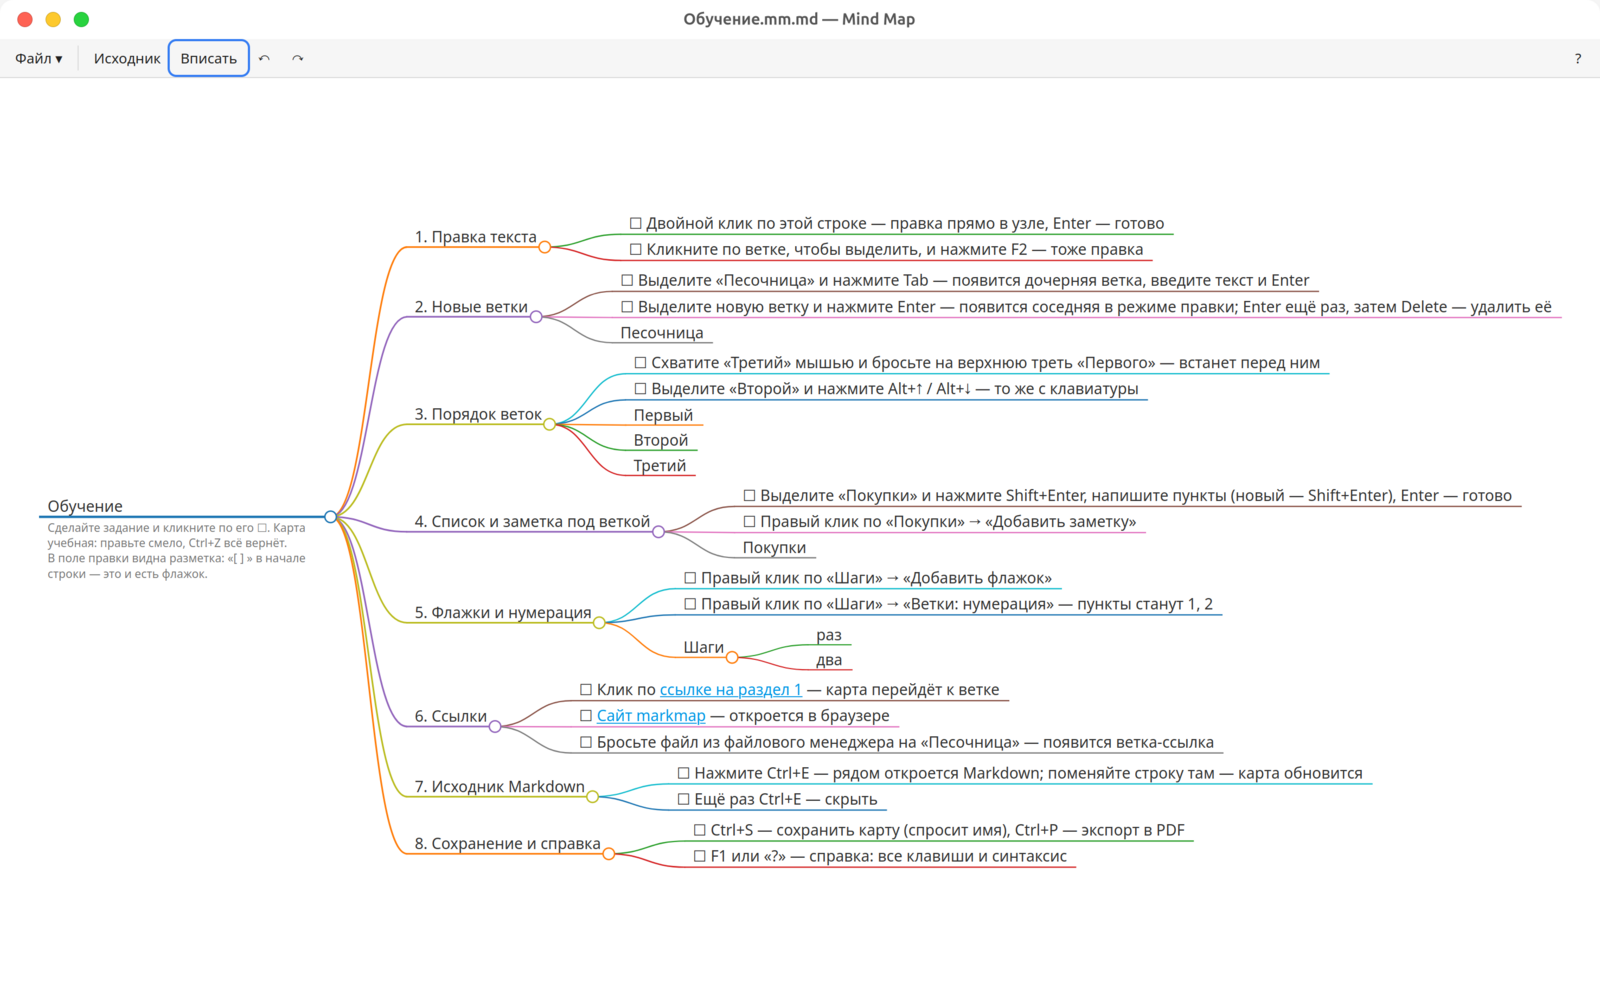 Обучение.mm.md — Mind Map
Файл ▾ Исходник Вписать ↶ ↷ ?
1. Правка текста
☐ Двойной клик по этой строке — правка прямо в узле, Enter — готово
☐ Кликните по ветке, чтобы выделить, и нажмите F2 — тоже правка
2. Новые ветки
☐ Выделите «Песочница» и нажмите Tab — появится дочерняя ветка, введите текст и Enter
☐ Выделите новую ветку и нажмите Enter — появится соседняя в режиме правки; Enter ещё раз, затем Delete — удалить её
Песочница
3. Порядок веток
☐ Схватите «Третий» мышью и бросьте на верхнюю треть «Первого» — встанет перед ним
☐ Выделите «Второй» и нажмите Alt+↑ / Alt+↓ — то же с клавиатуры
Первый
Второй
Третий
Обучение
Сделайте задание и кликните по его ☐. Карта
учебная: правьте смело, Ctrl+Z всё вернёт.
В поле правки видна разметка: «[ ] » в начале
строки — это и есть флажок.
4. Список и заметка под веткой
☐ Выделите «Покупки» и нажмите Shift+Enter, напишите пункты (новый — Shift+Enter), Enter — готово
☐ Правый клик по «Покупки» → «Добавить заметку»
Покупки
5. Флажки и нумерация
☐ Правый клик по «Шаги» → «Добавить флажок»
☐ Правый клик по «Шаги» → «Ветки: нумерация» — пункты станут 1, 2
Шаги
раз
два
6. Ссылки
☐ Клик по ссылке на раздел 1 — карта перейдёт к ветке
☐ Сайт markmap — откроется в браузере
☐ Бросьте файл из файлового менеджера на «Песочница» — появится ветка-ссылка
7. Исходник Markdown
☐ Нажмите Ctrl+E — рядом откроется Markdown; поменяйте строку там — карта обновится
☐ Ещё раз Ctrl+E — скрыть
8. Сохранение и справка
☐ Ctrl+S — сохранить карту (спросит имя), Ctrl+P — экспорт в PDF
☐ F1 или «?» — справка: все клавиши и синтаксис